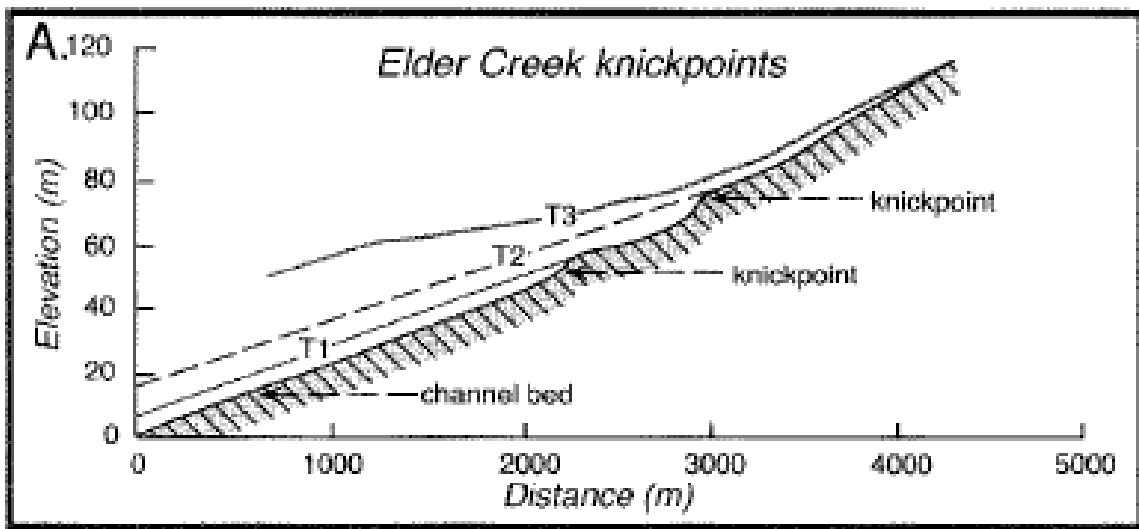 A.
Elder Creek knickpoints
120
100
80
60
40
20
0
Elevation (m)
T3
T2
T1
knickpoint
knickpoint
channel bed
0 1000 2000 3000 4000 5000
Distance (m)